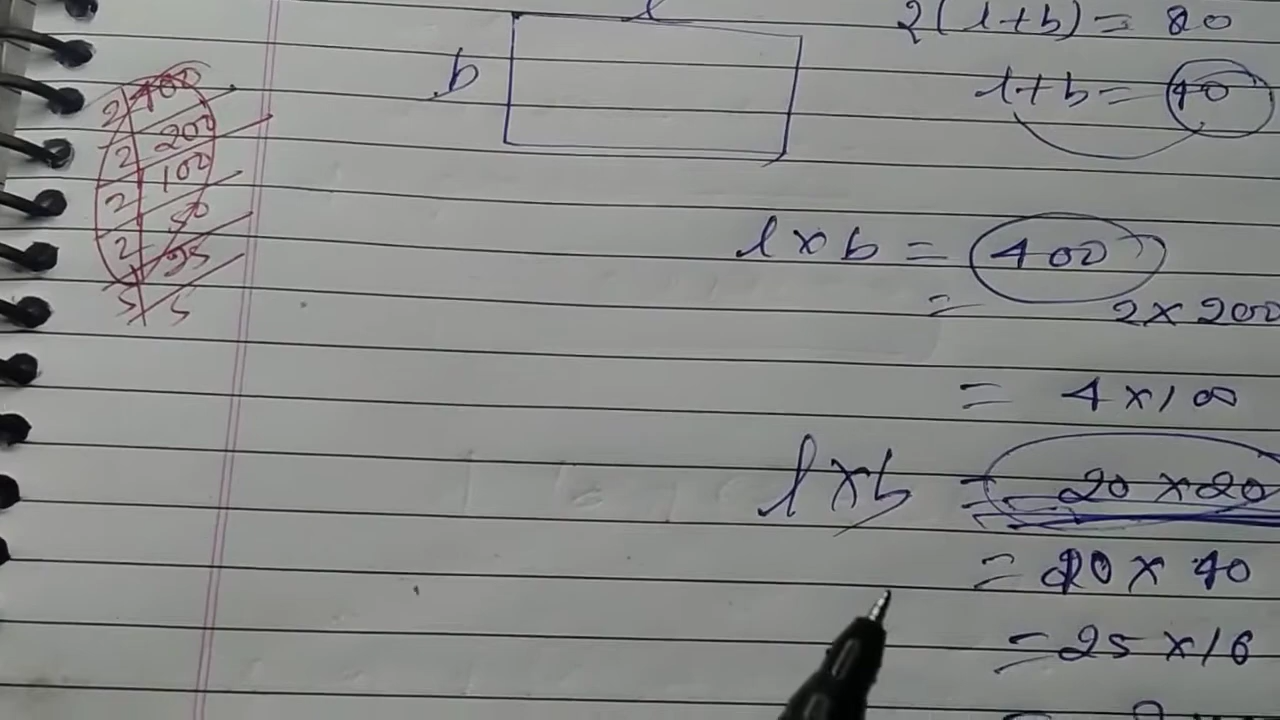 l
2(l+b) = 80
b
l+b = 40
2 | 400
2 | 200
2 | 100
2 | 50
5 | 25
5
l × b = 400
= 2 × 200
= 4 × 100
l × b = 20 × 20
= 10 × 40
= 25 × 16